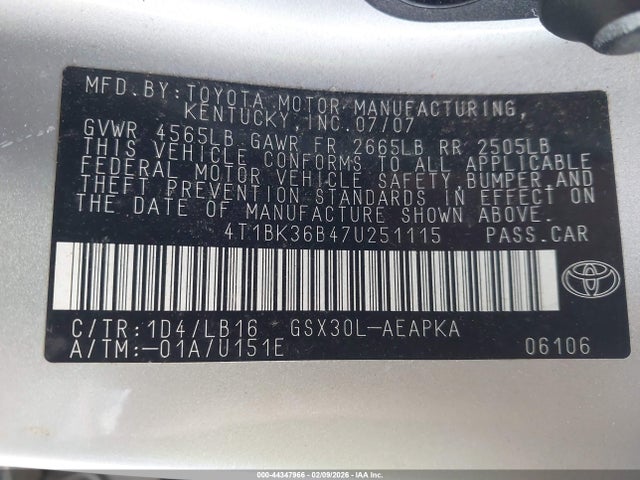 MFD. BY: TOYOTA MOTOR MANUFACTURING,
KENTUCKY, INC. 07/07
GVWR 4565LB GAWR FR 2665LB RR 2505LB
THIS VEHICLE CONFORMS TO ALL APPLICABLE
FEDERAL MOTOR VEHICLE SAFETY, BUMPER AND
THEFT PREVENTION STANDARDS IN EFFECT ON
THE DATE OF MANUFACTURE SHOWN ABOVE.
4T1BK36B47U251115 PASS.CAR
C/TR: 1D4/LB16 GSX30L-AEAPKA
A/TM:-01A7U151E 06106
TOYOTA
000-44347966 - 02/09/2026 - IAA Inc.